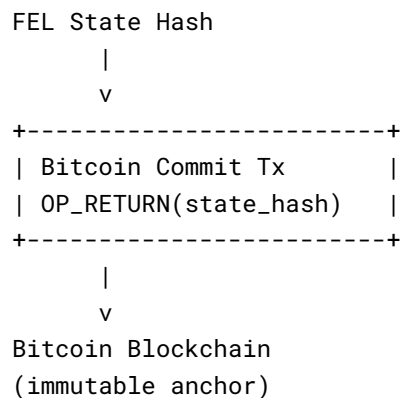 FEL State Hash
|
v
+-------------------------+
| Bitcoin Commit Tx       |
| OP_RETURN(state_hash)   |
+-------------------------+
|
v
Bitcoin Blockchain
(immutable anchor)